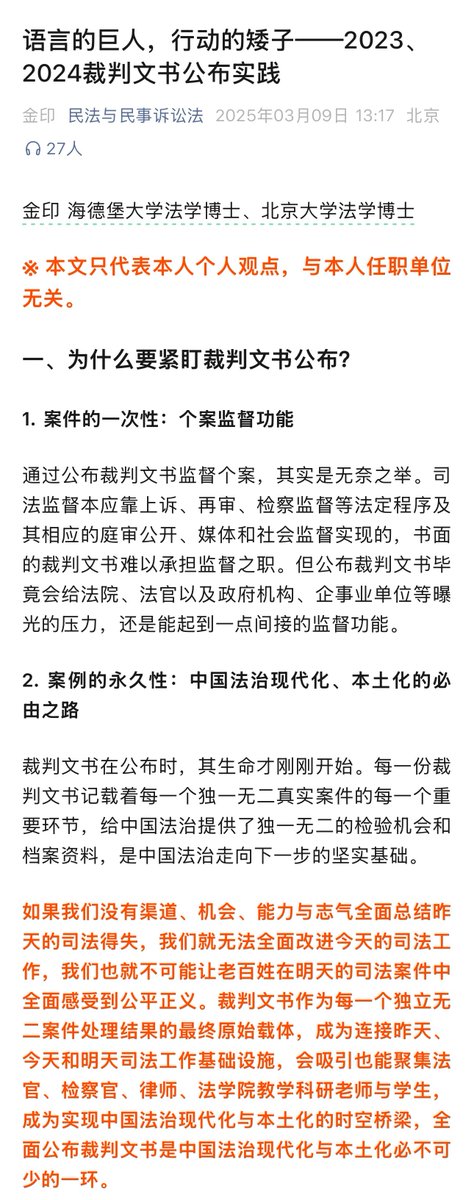 语言的巨人，行动的矮子——2023、
2024裁判文书公布实践
金印 民法与民事诉讼法 2025年03月09日 13:17 北京
27人
金印 海德堡大学法学博士、北京大学法学博士
※ 本文只代表本人个人观点，与本人任职单位
无关。
一、为什么要紧盯裁判文书公布?
1. 案件的一次性：个案监督功能
通过公布裁判文书监督个案，其实是无奈之举。司
法监督本应靠上诉、再审、检察监督等法定程序及
其相应的庭审公开、媒体和社会监督实现的，书面
的裁判文书难以承担监督之职。但公布裁判文书毕
竟会给法院、法官以及政府机构、企事业单位等曝
光的压力，还是能起到一点间接的监督功能。
2. 案例的永久性：中国法治现代化、本土化的必
由之路
裁判文书在公布时，其生命才刚刚开始。每一份裁
判文书记载着每一个独一无二真实案件的每一个重
要环节，给中国法治提供了独一无二的检验机会和
档案资料，是中国法治走向下一步的坚实基础。
如果我们没有渠道、机会、能力与志气全面总结昨
天的司法得失，我们就无法全面改进今天的司法工
作，我们也就不可能让老百姓在明天的司法案件中
全面感受到公平正义。裁判文书作为每一个独立无
二案件处理结果的最终原始载体，成为连接昨天、
今天和明天司法工作基础设施，会吸引也能聚集法
官、检察官、律师、法学院教学科研老师与学生，
成为实现中国法治现代化与本土化的时空桥梁，全
面公布裁判文书是中国法治现代化与本土化必不可
少的一环。